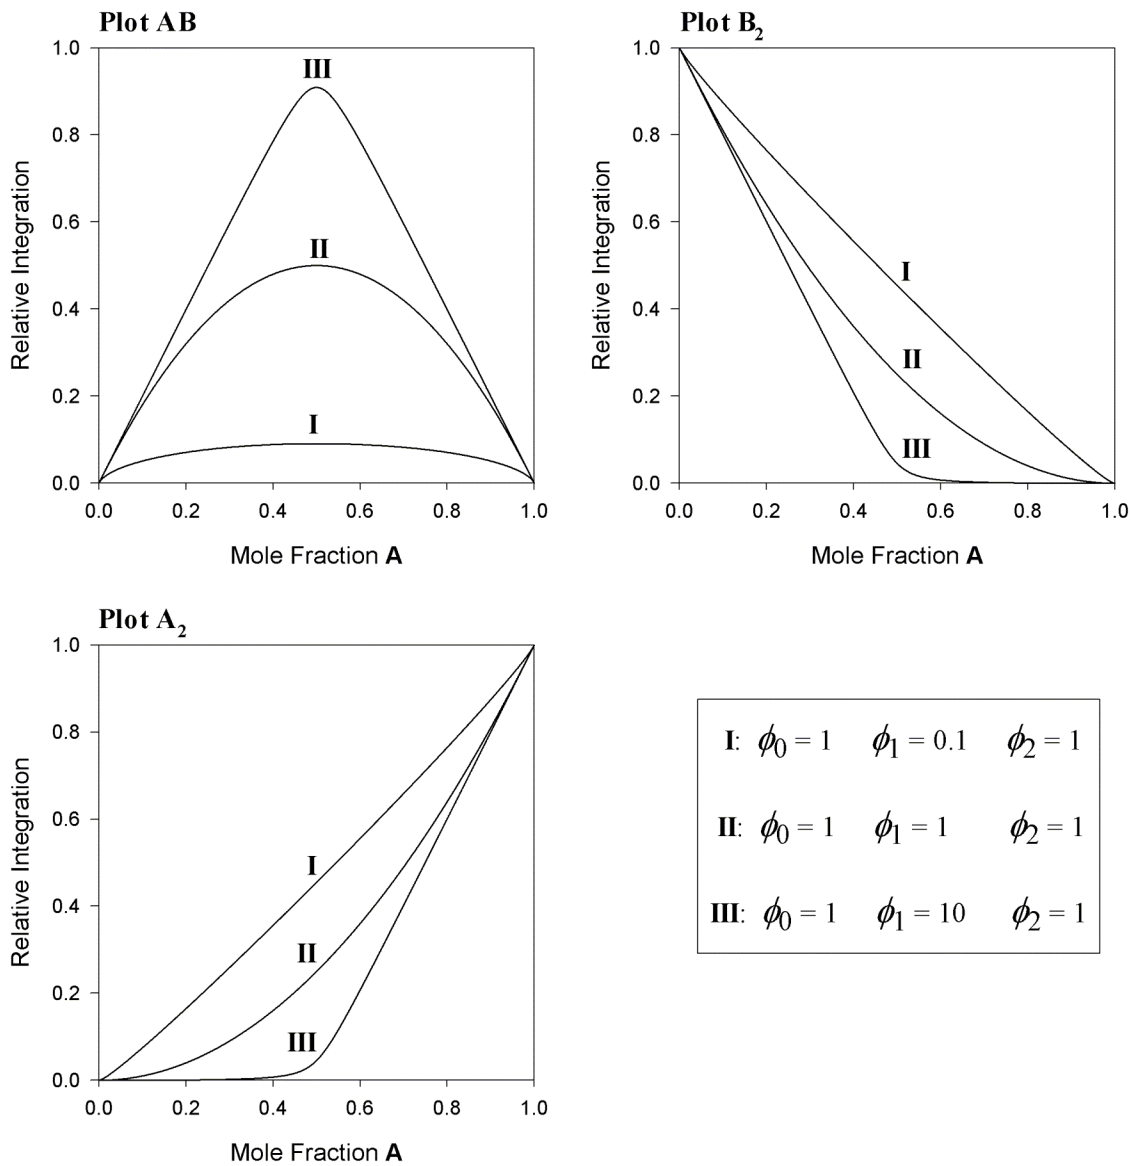 Plot AB
1.0
III
0.8
0.6
II
0.4
0.2
I
0.0
0.0 0.2 0.4 0.6 0.8 1.0
Relative Integration
Mole Fraction A
Plot B₂
1.0
0.8
0.6
I
0.4
II
0.2
III
0.0
0.0 0.2 0.4 0.6 0.8 1.0
Relative Integration
Mole Fraction A
Plot A₂
1.0
0.8
0.6
I
0.4
II
0.2
III
0.0
0.0 0.2 0.4 0.6 0.8 1.0
Relative Integration
Mole Fraction A
I: ϕ₀ = 1 ϕ₁ = 0.1 ϕ₂ = 1
II: ϕ₀ = 1 ϕ₁ = 1 ϕ₂ = 1
III: ϕ₀ = 1 ϕ₁ = 10 ϕ₂ = 1